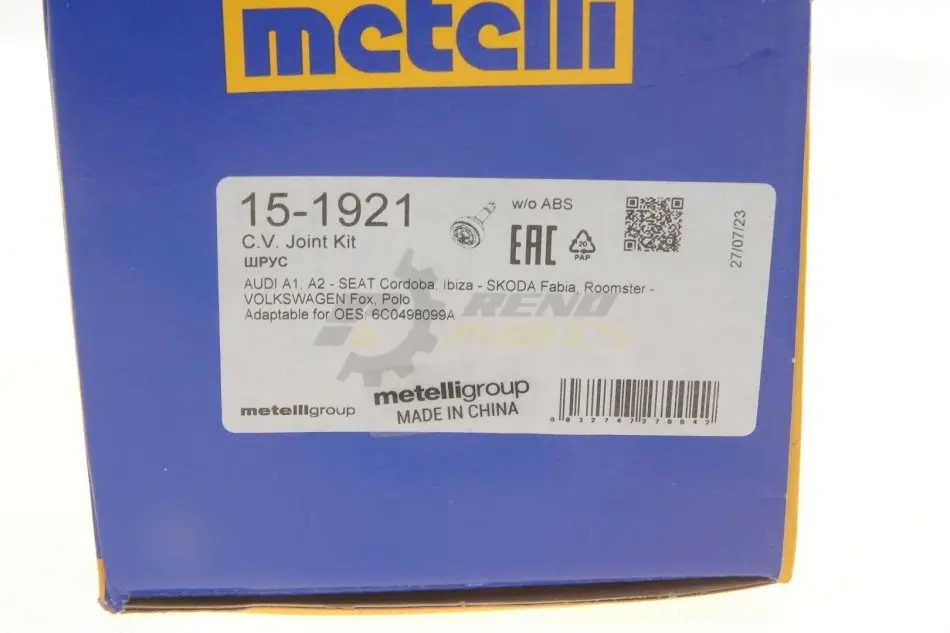 metelli
15-1921
C.V. Joint Kit
ШРУС
w/o ABS
EAC
20
PAP
27/07/23
AUDI A1, A2 - SEAT Cordoba, Ibiza - SKODA Fabia, Roomster -
VOLKSWAGEN Fox, Polo
Adaptable for OES: 6C0498099A
RENO
PARTS
metelligroup
metelligroup
MADE IN CHINA
8032747270842